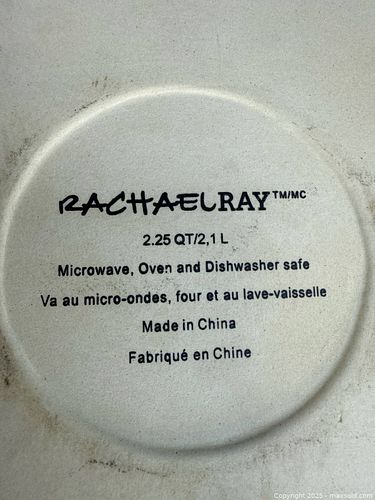 RACHAELRAY™/MC
2.25 QT/2,1 L
Microwave, Oven and Dishwasher safe
Va au micro-ondes, four et au lave-vaisselle
Made in China
Fabriqué en Chine
Copyright 2025 - maxsold.com